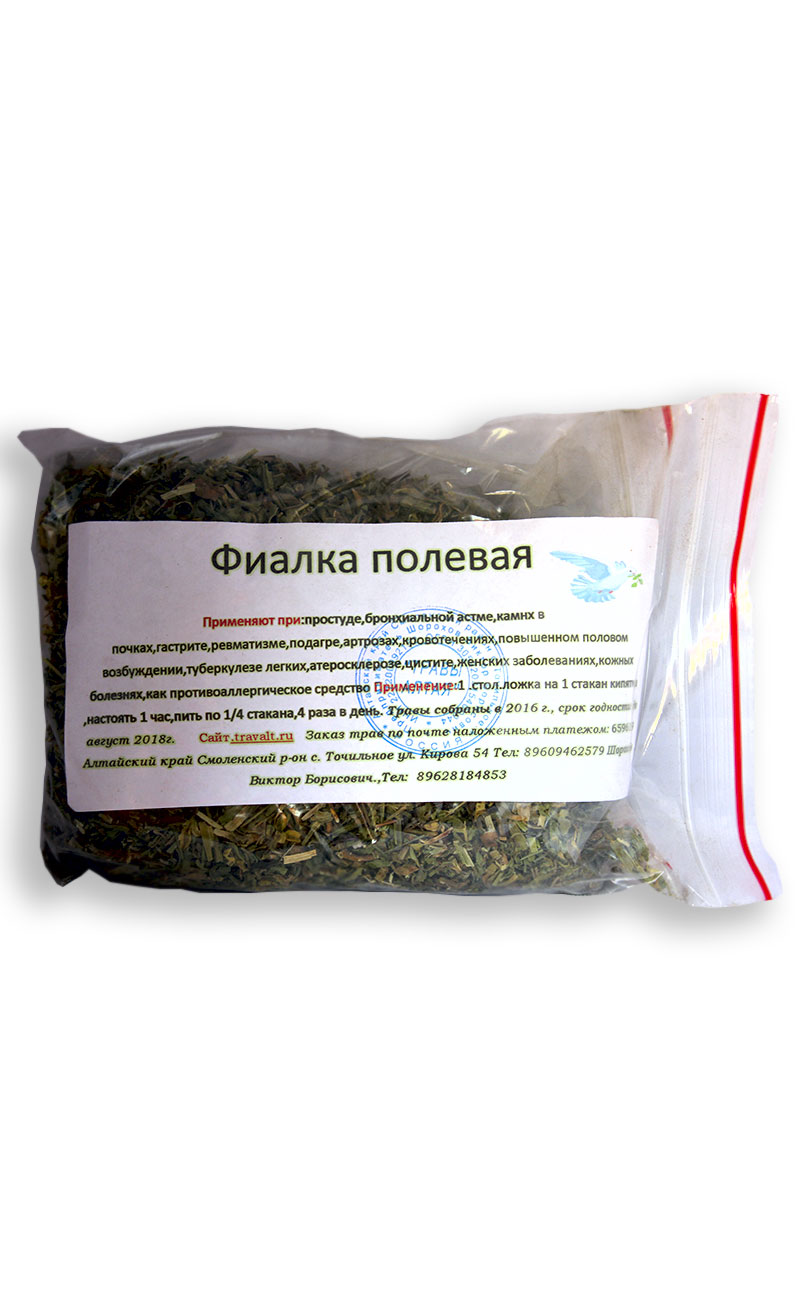 Фиалка полевая
Применяют при:простуде,бронхиальной астме,камнх в
почках,гастрите,ревматизме,подагре,артрозах,кровотечениях,повышенном половом
возбуждении,туберкулезе легких,атеросклерозе,цистите,женских заболеваниях,кожных
болезнях,как противоаллергическое средство Применение:1 .стол.ложка на 1 стакан
,настоять 1 час,пить по 1/4 стакана,4 раза в день. Травы собраны в 2016 г., срок
август 2018г. Сайт.travalt.ru Заказ трав по почте наложенным платежом:
Алтайский край Смоленский р-он с. Точильное ул. Кирова 54 Тел: 89609462579
Виктор Борисович.,Тел: 89628184853
ТРАВЫ
АЛТАЯ
РОССИЯ